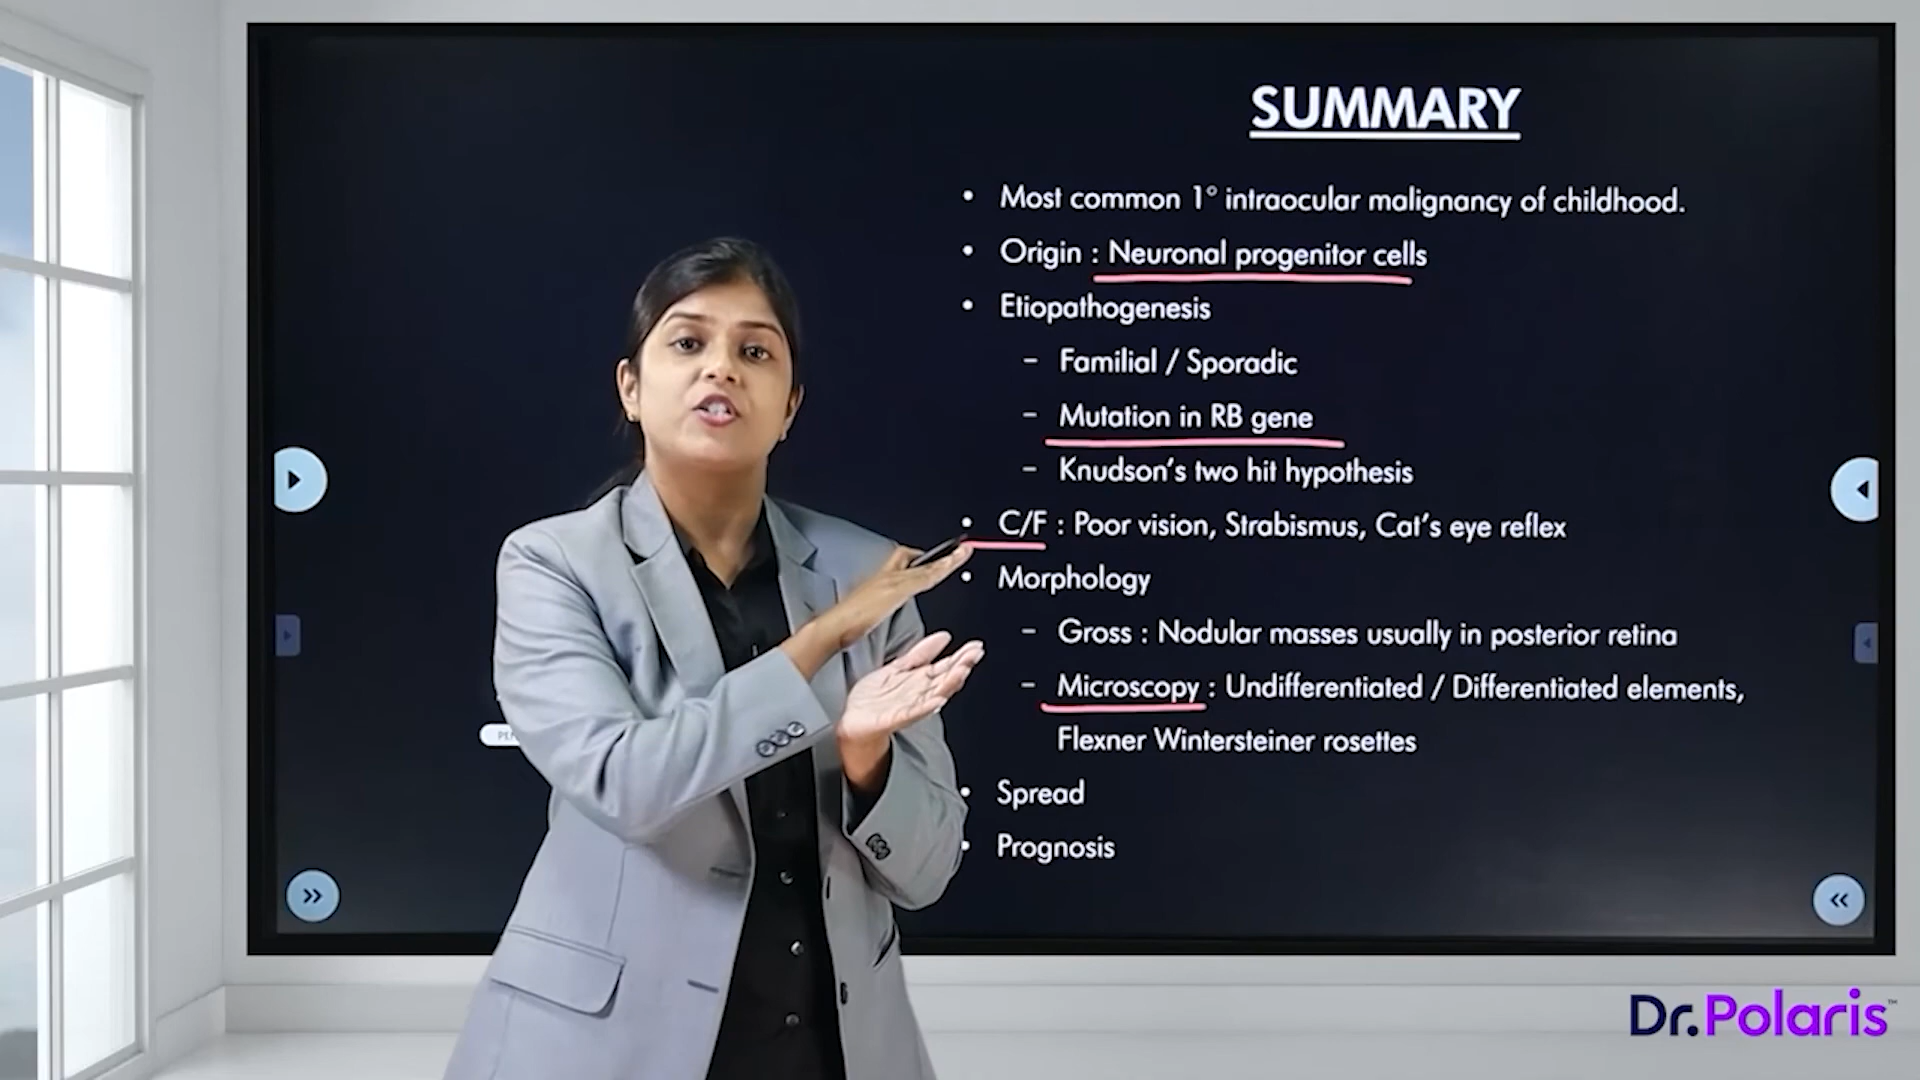 SUMMARY
• Most common 1° intraocular malignancy of childhood.
• Origin : Neuronal progenitor cells
• Etiopathogenesis
– Familial / Sporadic
– Mutation in RB gene
– Knudson's two hit hypothesis
• C/F : Poor vision, Strabismus, Cat's eye reflex
• Morphology
– Gross : Nodular masses usually in posterior retina
– Microscopy : Undifferentiated / Differentiated elements,
Flexner Wintersteiner rosettes
• Spread
• Prognosis
Dr.Polaris™